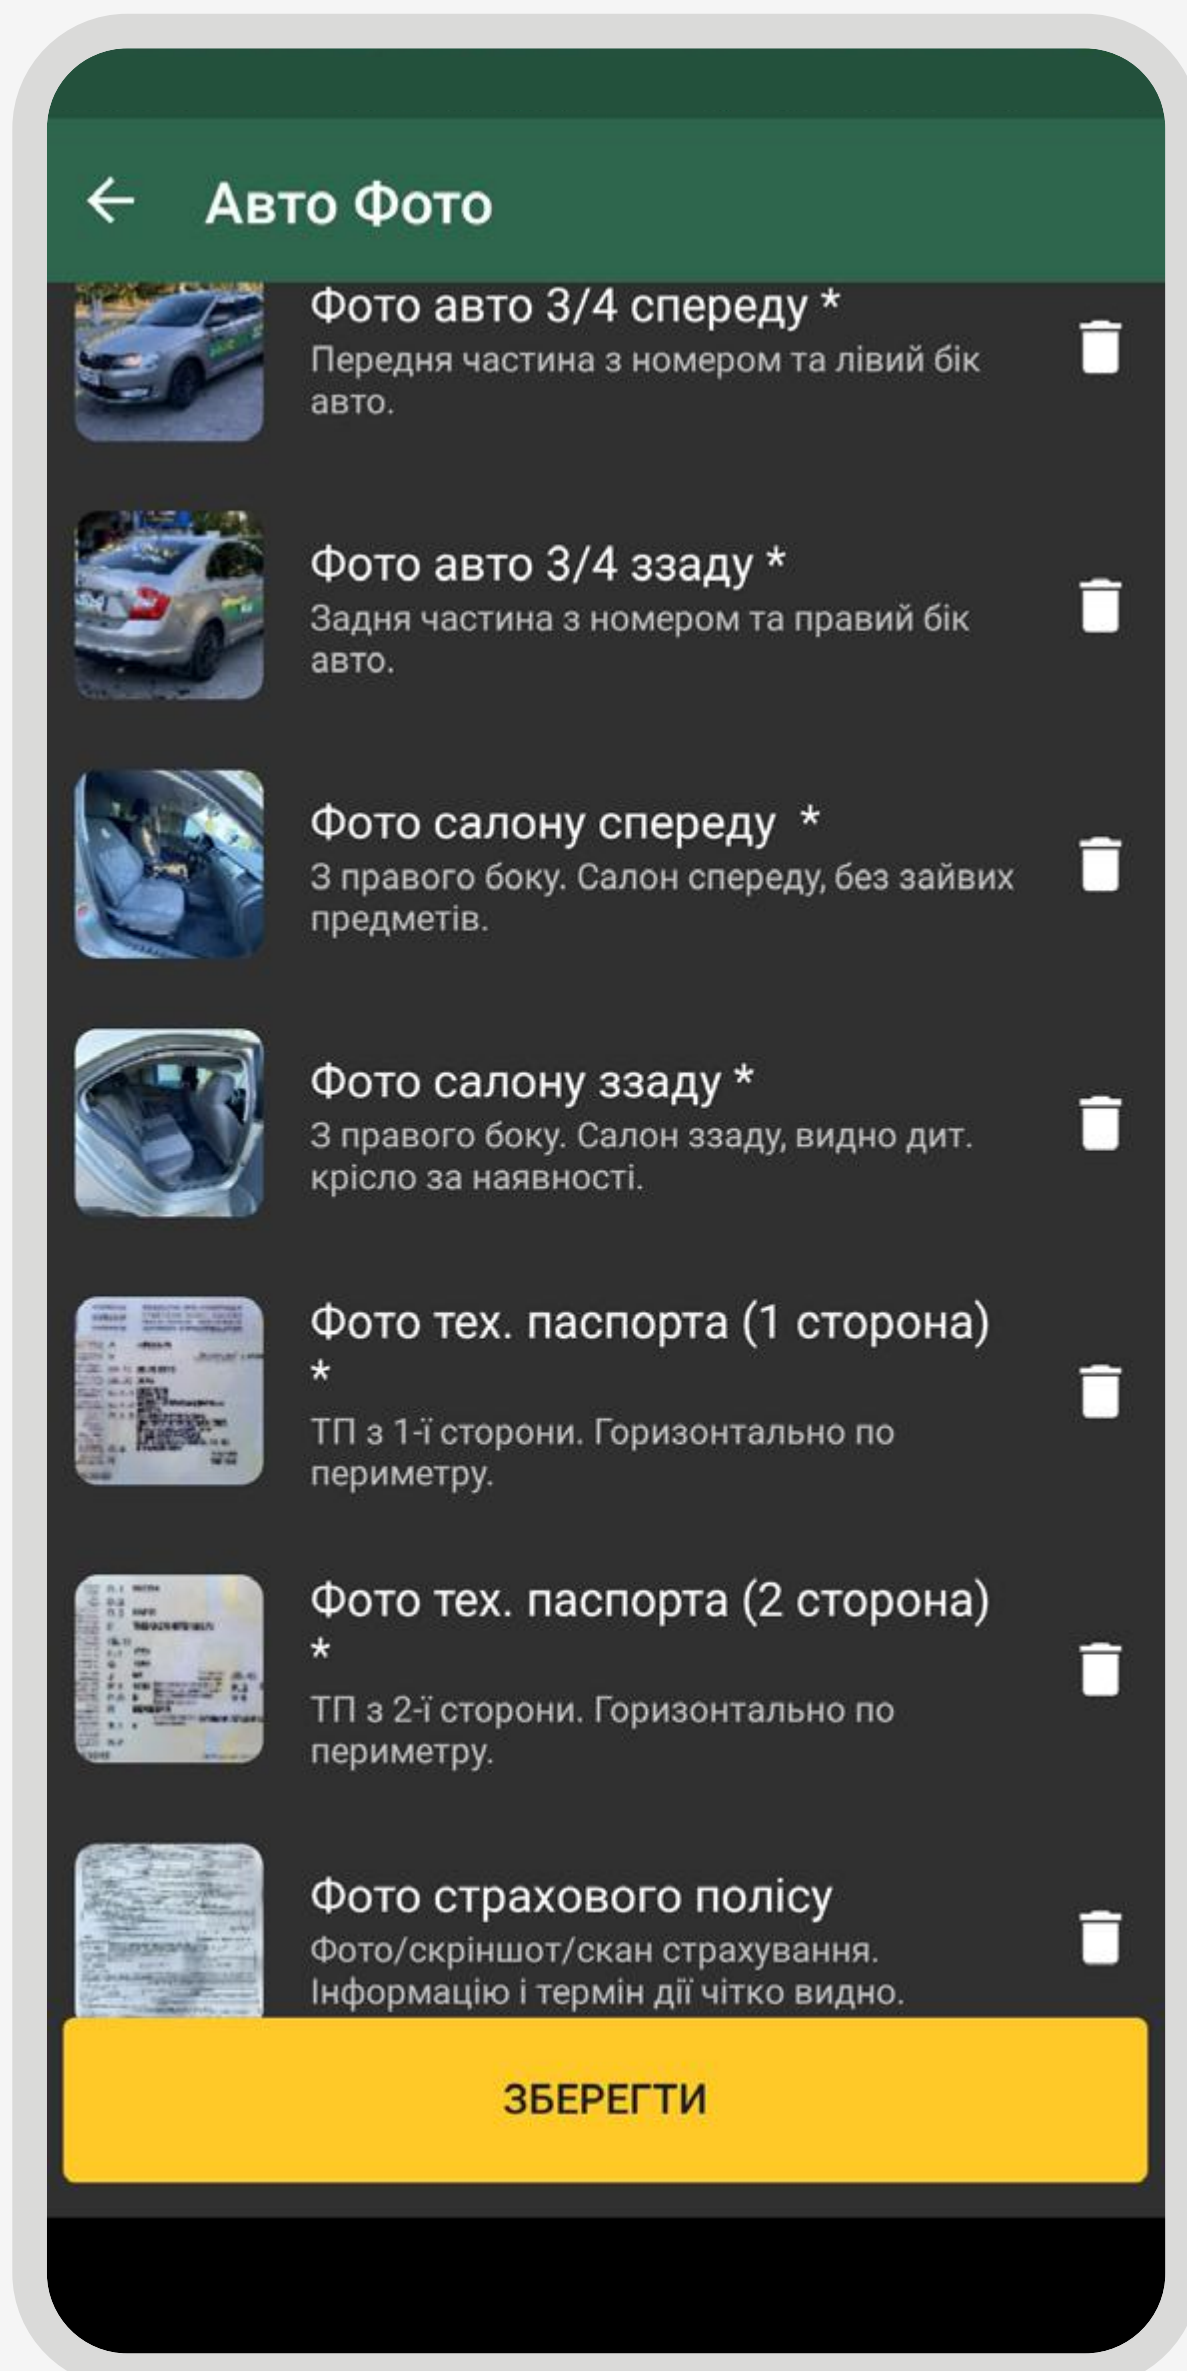 Авто Фото
Фото авто 3/4 спереду *
Передня частина з номером та лівий бік
авто.
Фото авто 3/4 ззаду *
Задня частина з номером та правий бік
авто.
Фото салону спереду *
З правого боку. Салон спереду, без зайвих
предметів.
Фото салону ззаду *
З правого боку. Салон ззаду, видно дит.
крісло за наявності.
Фото тех. паспорта (1 сторона)
*
ТП з 1-ї сторони. Горизонтально по
периметру.
Фото тех. паспорта (2 сторона)
*
ТП з 2-ї сторони. Горизонтально по
периметру.
Фото страхового полісу
Фото/скріншот/скан страхування.
Інформацію і термін дії чітко видно.
ЗБЕРЕГТИ